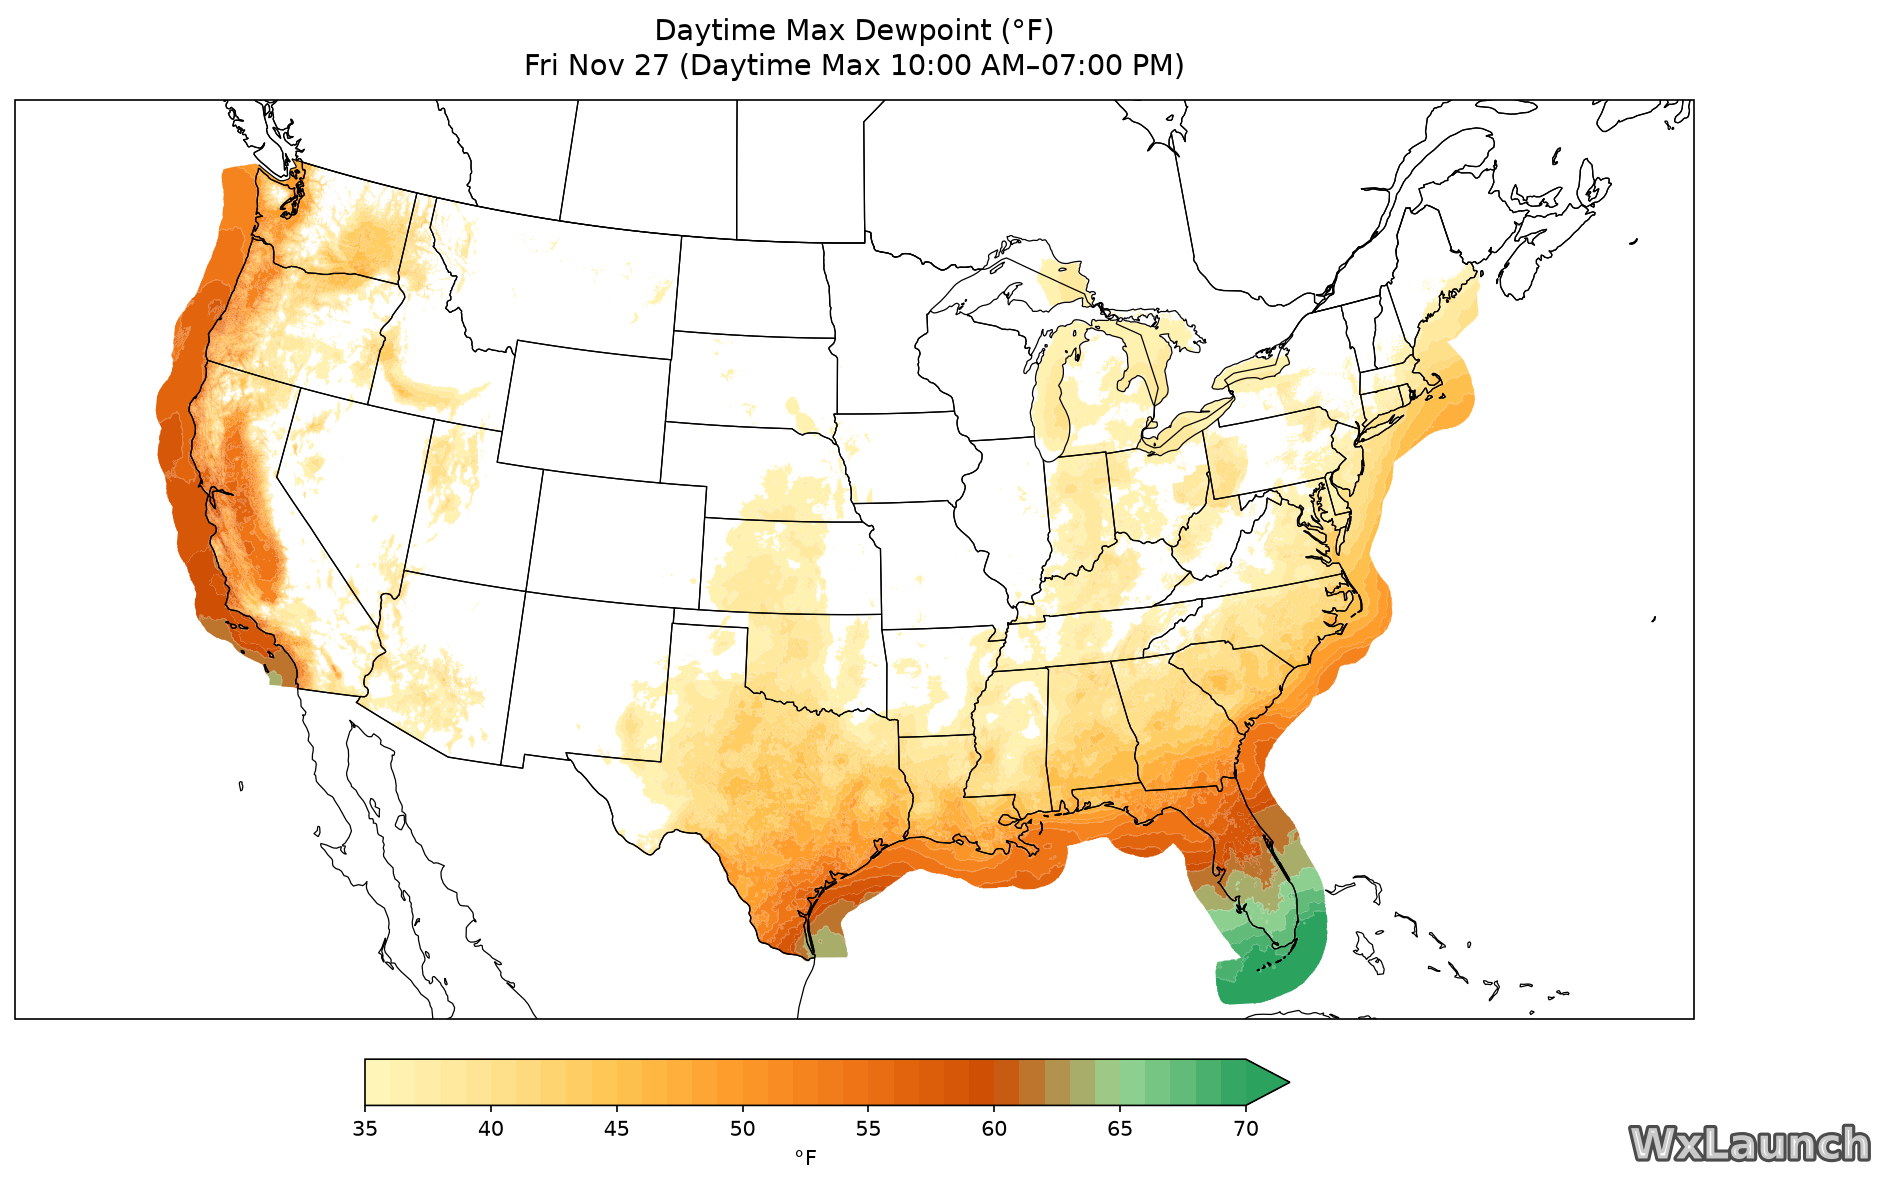 Daytime Max Dewpoint (°F)
Fri Nov 27 (Daytime Max 10:00 AM–07:00 PM)
35 40 45 50 55 60 65 70
°F
WxLaunch